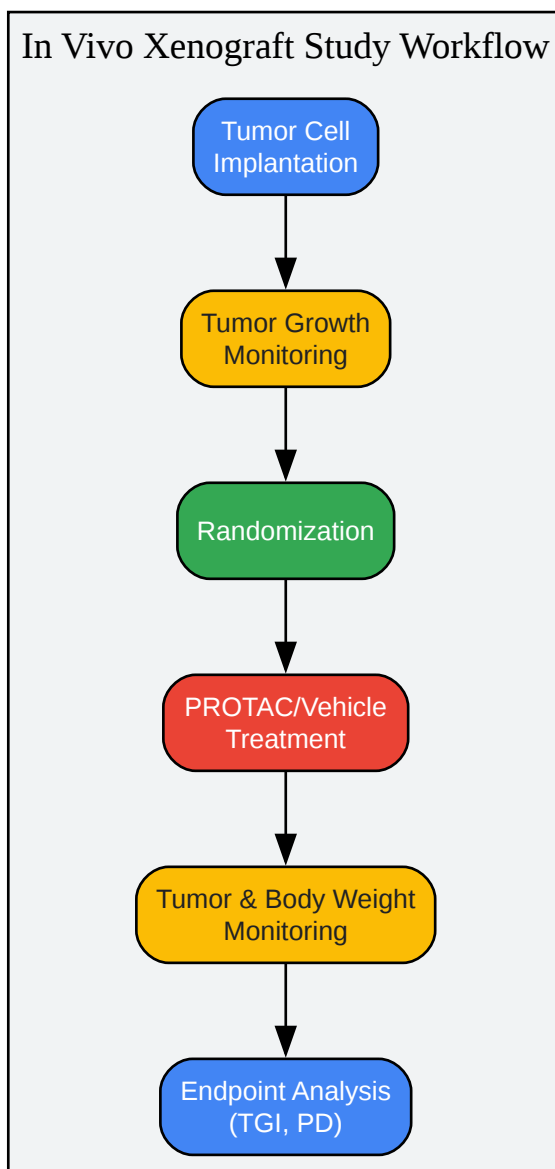 In Vivo Xenograft Study Workflow
Tumor Cell
Implantation
Tumor Growth
Monitoring
Randomization
PROTAC/Vehicle
Treatment
Tumor & Body Weight
Monitoring
Endpoint Analysis
(TGI, PD)